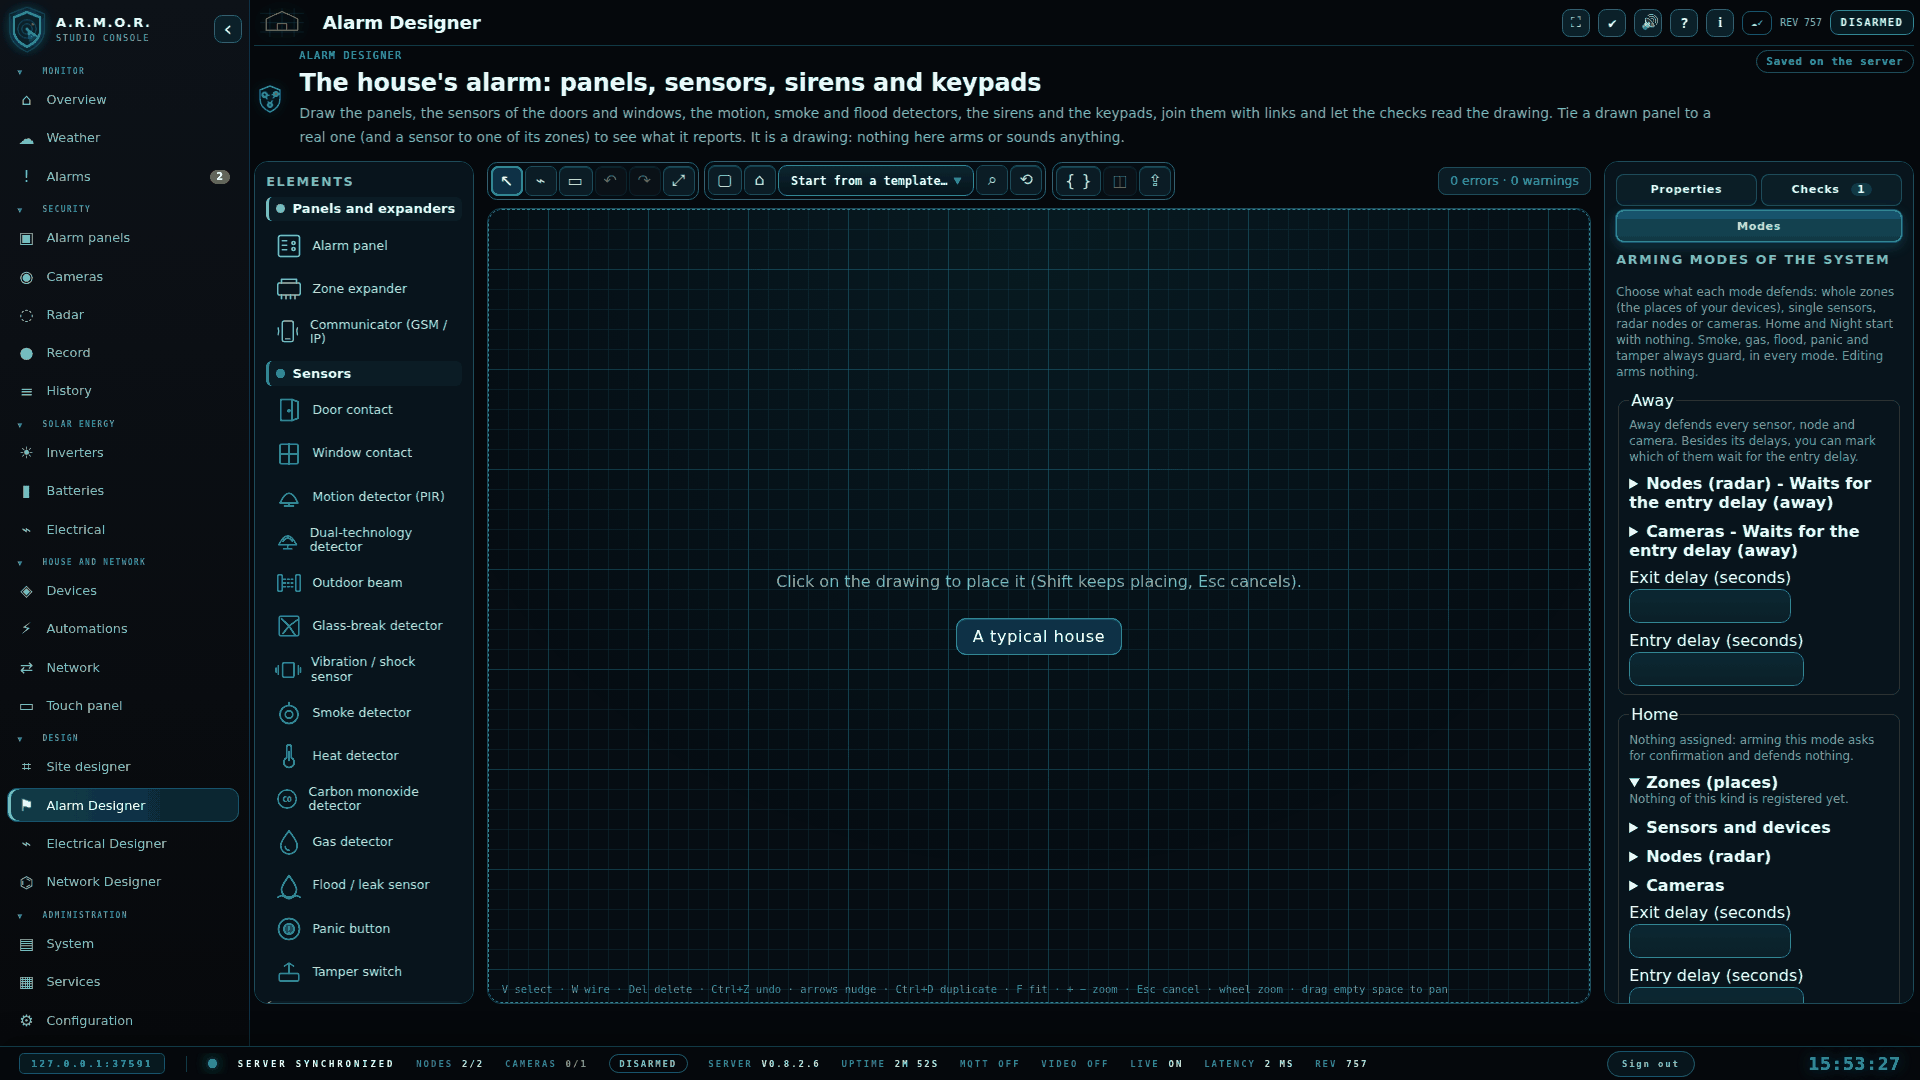 A.R.M.O.R.
STUDIO CONSOLE
MONITOR
Overview
Weather
Alarms 2
SECURITY
Alarm panels
Cameras
Radar
Record
History
SOLAR ENERGY
Inverters
Batteries
Electrical
HOUSE AND NETWORK
Devices
Automations
Network
Touch panel
DESIGN
Site designer
Alarm Designer
Electrical Designer
Network Designer
ADMINISTRATION
System
Services
Configuration
Alarm Designer
REV 757
DISARMED
ALARM DESIGNER
The house's alarm: panels, sensors, sirens and keypads
Draw the panels, the sensors of the doors and windows, the motion, smoke and flood detectors, the sirens and the keypads, join them with links and let the checks read the drawing. Tie a drawn panel to a
real one (and a sensor to one of its zones) to see what it reports. It is a drawing: nothing here arms or sounds anything.
Saved on the server
ELEMENTS
Panels and expanders
Alarm panel
Zone expander
Communicator (GSM /
IP)
Sensors
Door contact
Window contact
Motion detector (PIR)
Dual-technology
detector
Outdoor beam
Glass-break detector
Vibration / shock
sensor
Smoke detector
Heat detector
CO
Carbon monoxide
detector
Gas detector
Flood / leak sensor
Panic button
Tamper switch
Start from a template…
{ }
0 errors · 0 warnings
Click on the drawing to place it (Shift keeps placing, Esc cancels).
A typical house
V select · W wire · Del delete · Ctrl+Z undo · arrows nudge · Ctrl+D duplicate · F fit · + − zoom · Esc cancel · wheel zoom · drag empty space to pan
Properties
Checks 1
Modes
ARMING MODES OF THE SYSTEM
Choose what each mode defends: whole zones
(the places of your devices), single sensors,
radar nodes or cameras. Home and Night start
with nothing. Smoke, gas, flood, panic and
tamper always guard, in every mode. Editing
arms nothing.
Away
Away defends every sensor, node and
camera. Besides its delays, you can mark
which of them wait for the entry delay.
Nodes (radar) - Waits for
the entry delay (away)
Cameras - Waits for the
entry delay (away)
Exit delay (seconds)
Entry delay (seconds)
Home
Nothing assigned: arming this mode asks
for confirmation and defends nothing.
Zones (places)
Nothing of this kind is registered yet.
Sensors and devices
Nodes (radar)
Cameras
Exit delay (seconds)
Entry delay (seconds)
127.0.0.1:37591
SERVER SYNCHRONIZED
NODES 2/2
CAMERAS 0/1
DISARMED
SERVER V0.8.2.6
UPTIME 2M 52S
MQTT OFF
VIDEO OFF
LIVE ON
LATENCY 2 MS
REV 757
Sign out
15:53:27